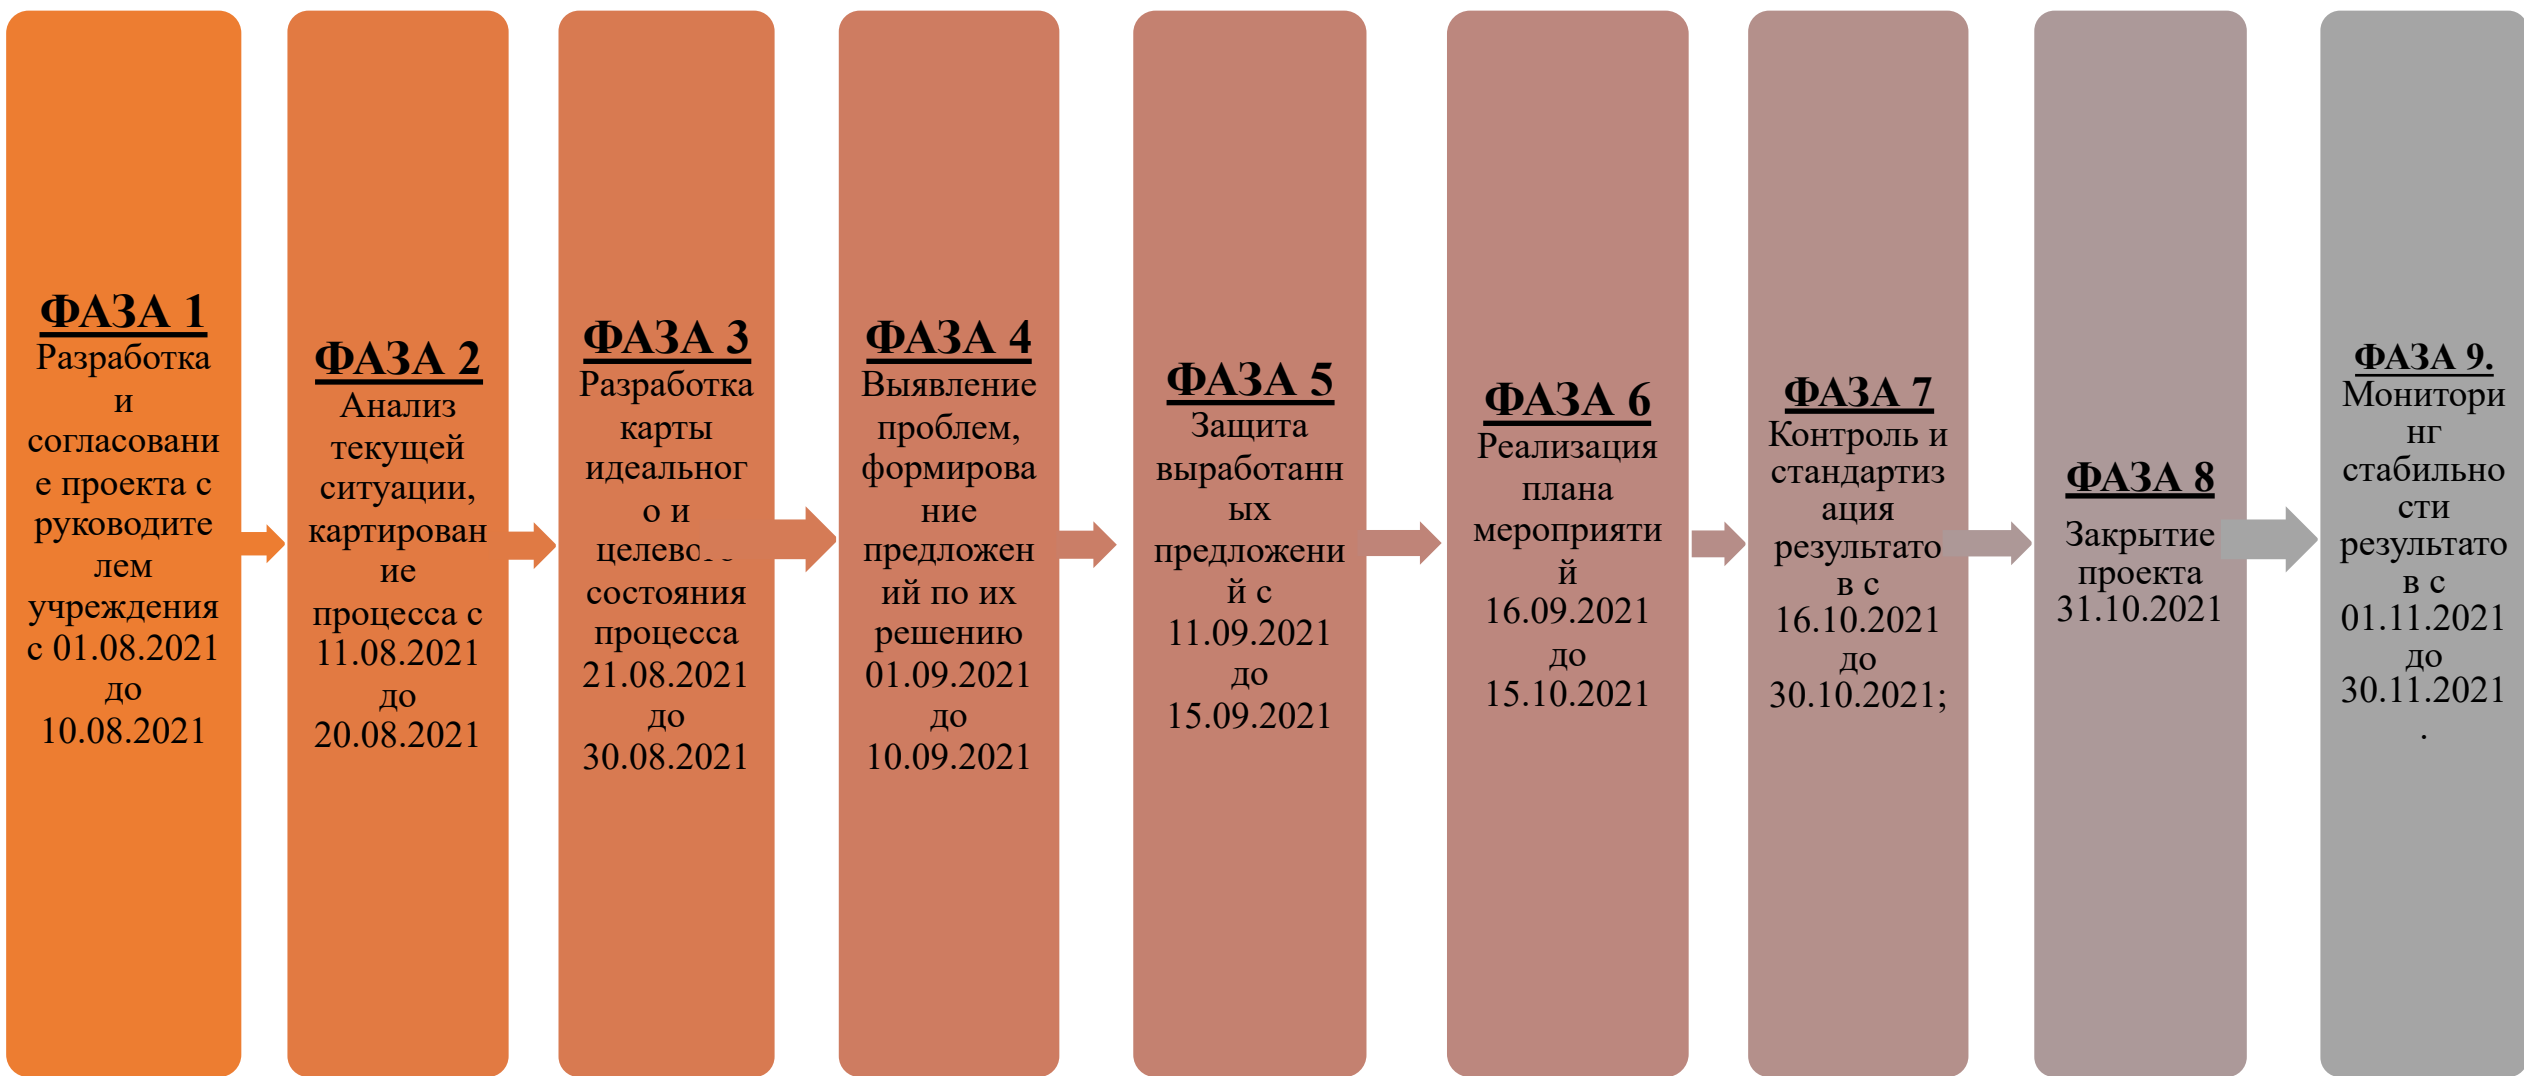 ФАЗА 1
Разработка
и
согласовани
е проекта с
руководите
лем
учреждения
с 01.08.2021
до
10.08.2021
ФАЗА 2
Анализ
текущей
ситуации,
картирован
ие
процесса с
11.08.2021
до
20.08.2021
ФАЗА 3
Разработка
карты
идеальног
о и
целевого
состояния
процесса
21.08.2021
до
30.08.2021
ФАЗА 4
Выявление
проблем,
формирова
ние
предложен
ий по их
решению
01.09.2021
до
10.09.2021
ФАЗА 5
Защита
выработанн
ых
предложени
й с
11.09.2021
до
15.09.2021
ФАЗА 6
Реализация
плана
мероприяти
й
16.09.2021
до
15.10.2021
ФАЗА 7
Контроль и
стандартиз
ация
результато
в с
16.10.2021
до
30.10.2021;
ФАЗА 8
Закрытие
проекта
31.10.2021
ФАЗА 9.
Монитори
нг
стабильно
сти
результато
в с
01.11.2021
до
30.11.2021
.